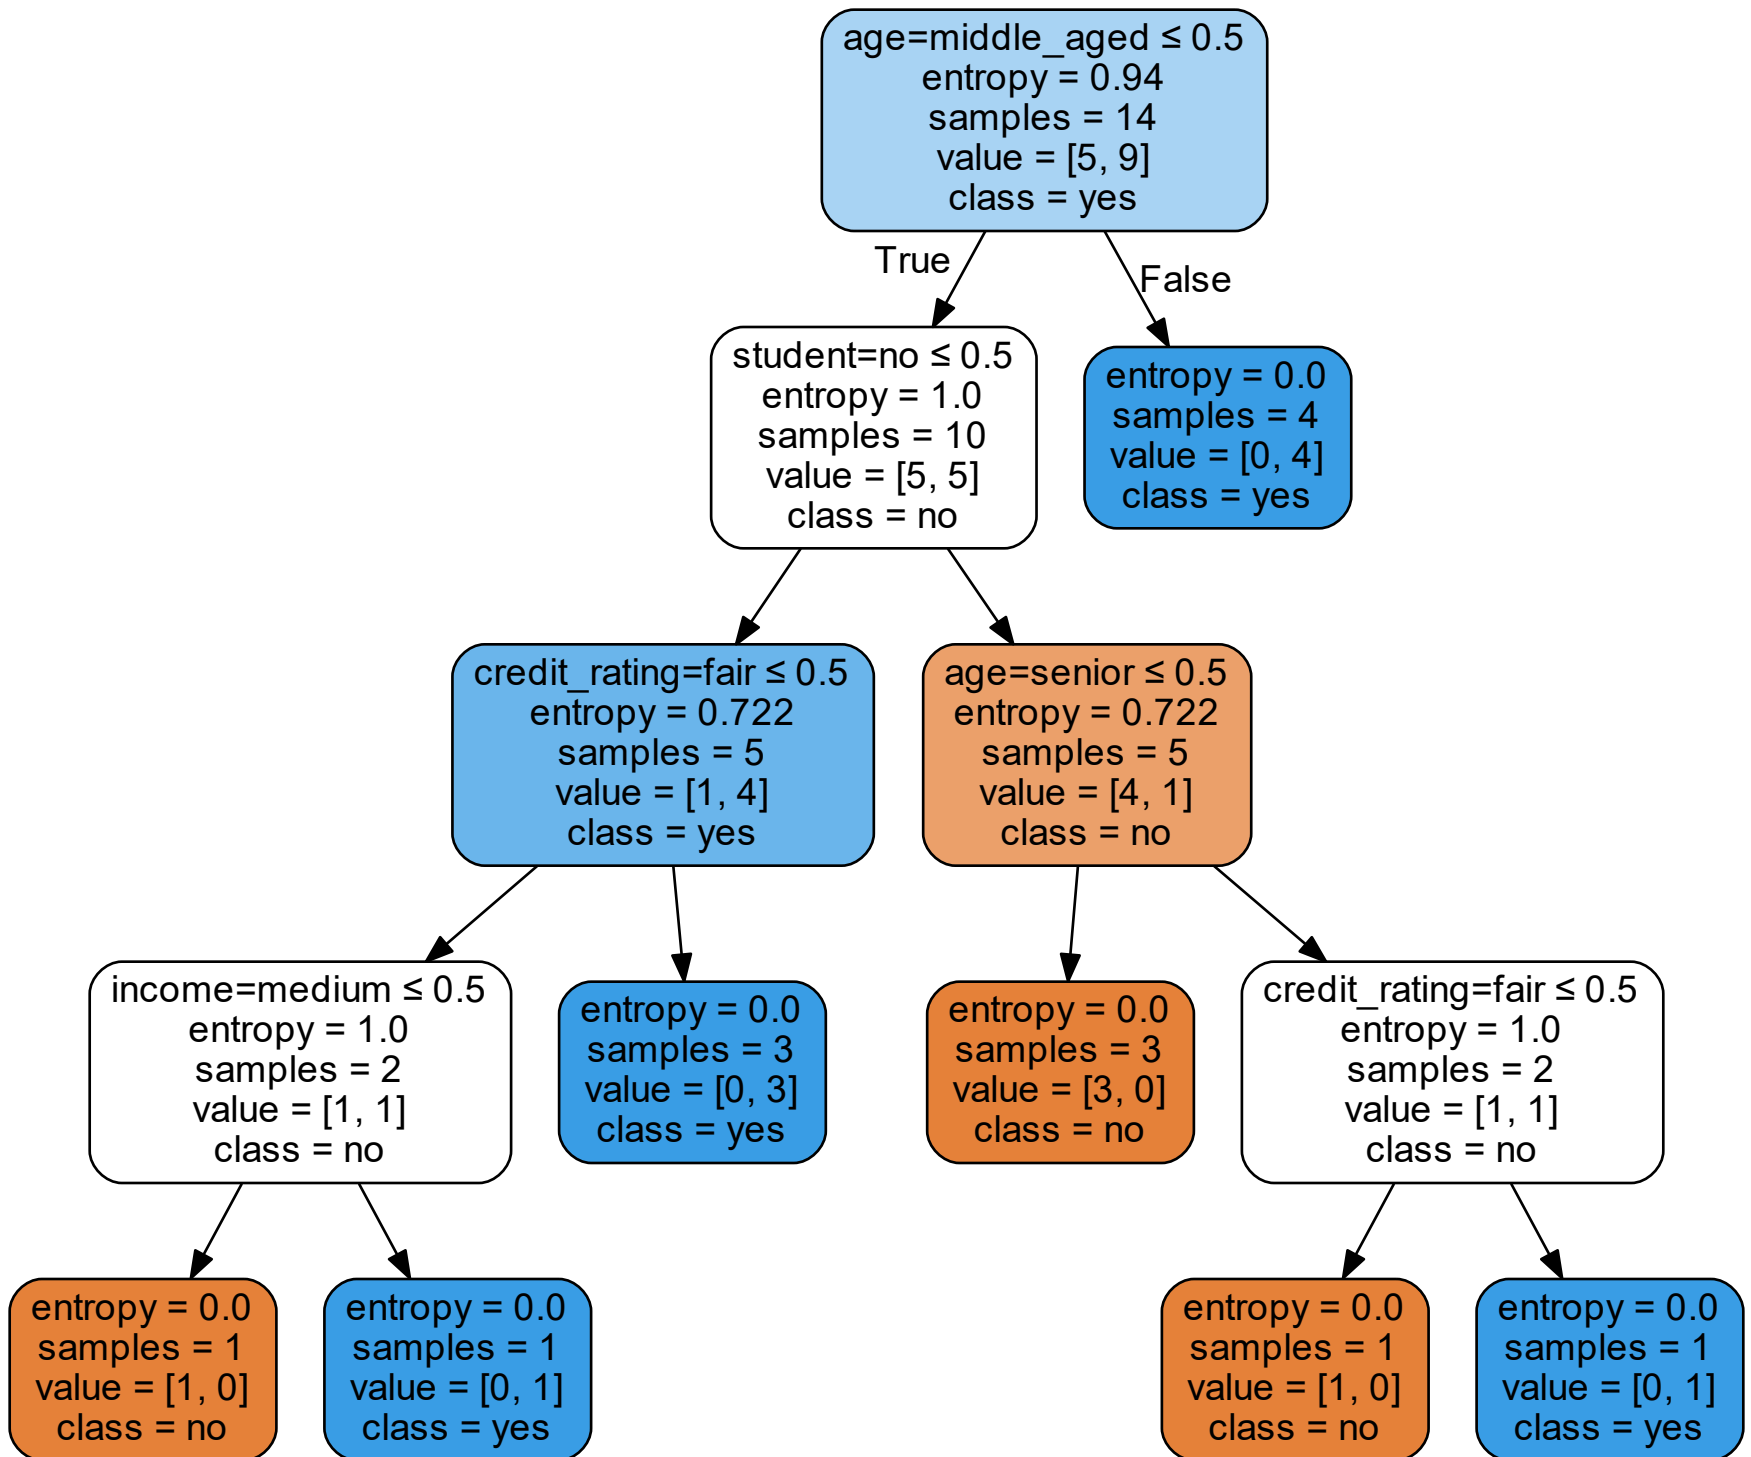 age=middle_aged ≤ 0.5
entropy = 0.94
samples = 14
value = [5, 9]
class = yes
True
False
student=no ≤ 0.5
entropy = 1.0
samples = 10
value = [5, 5]
class = no
entropy = 0.0
samples = 4
value = [0, 4]
class = yes
credit_rating=fair ≤ 0.5
entropy = 0.722
samples = 5
value = [1, 4]
class = yes
age=senior ≤ 0.5
entropy = 0.722
samples = 5
value = [4, 1]
class = no
income=medium ≤ 0.5
entropy = 1.0
samples = 2
value = [1, 1]
class = no
entropy = 0.0
samples = 3
value = [0, 3]
class = yes
entropy = 0.0
samples = 3
value = [3, 0]
class = no
credit_rating=fair ≤ 0.5
entropy = 1.0
samples = 2
value = [1, 1]
class = no
entropy = 0.0
samples = 1
value = [1, 0]
class = no
entropy = 0.0
samples = 1
value = [0, 1]
class = yes
entropy = 0.0
samples = 1
value = [1, 0]
class = no
entropy = 0.0
samples = 1
value = [0, 1]
class = yes